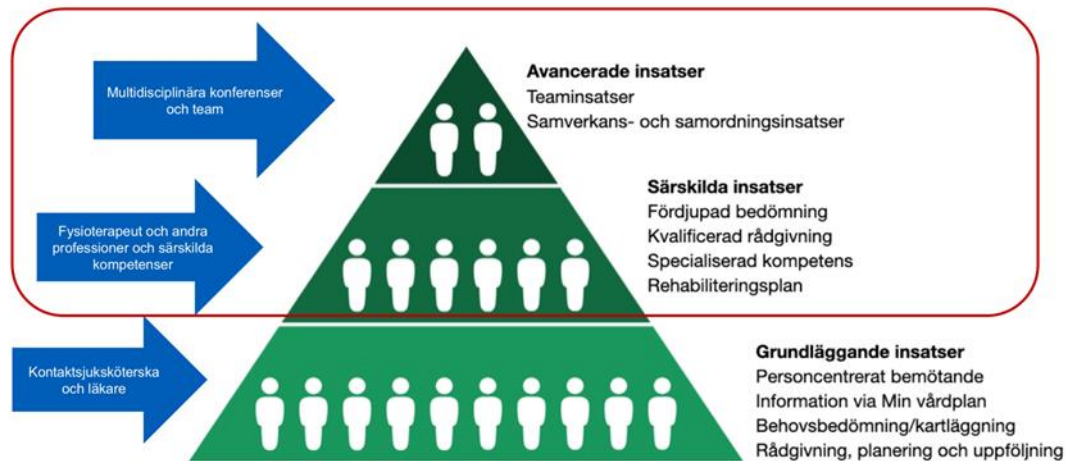 Multidisciplinära konferenser
och team
Avancerade insatser
Teaminsatser
Samverkans- och samordningsinsatser
Fysioterapeut och andra
professioner och särskilda
kompetenser
Särskilda insatser
Fördjupad bedömning
Kvalificerad rådgivning
Specialiserad kompetens
Rehabiliteringsplan
Kontaktsjuksköterska
och läkare
Grundläggande insatser
Personcentrerat bemötande
Information via Min vårdplan
Behovsbedömning/kartläggning
Rådgivning, planering och uppföljning